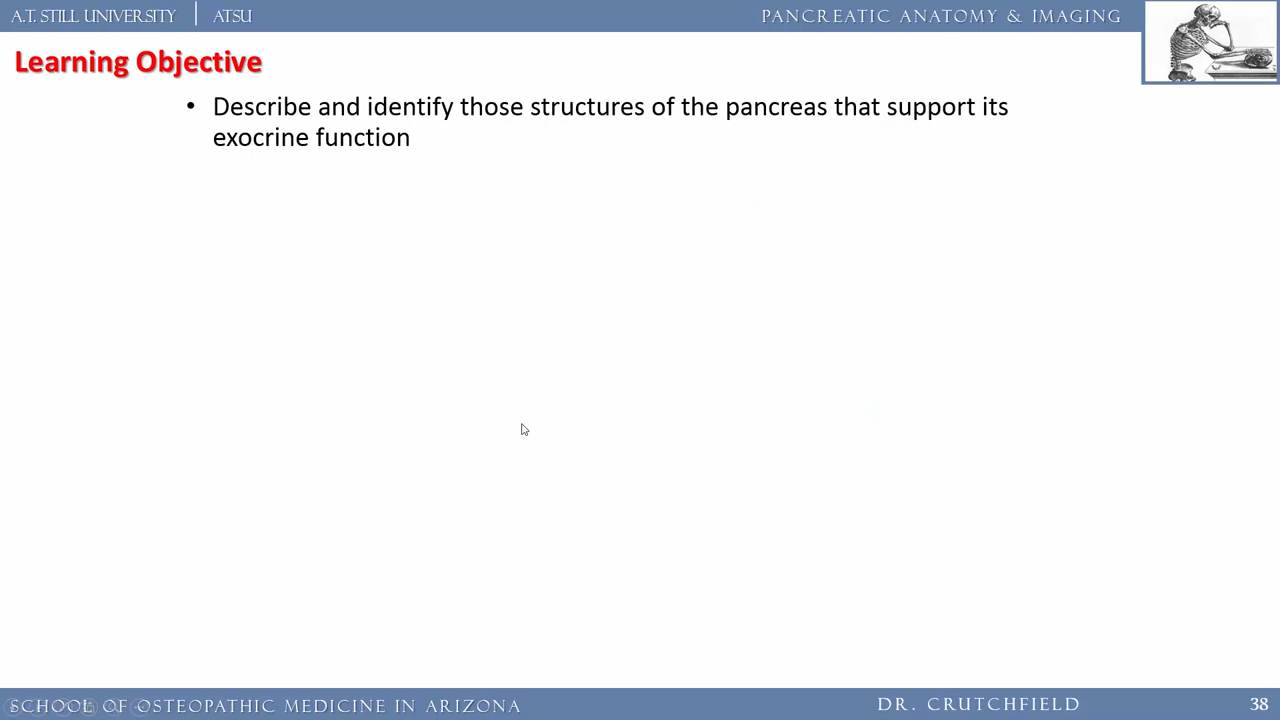 A.T. STILL UNIVERSITY | ATSU
PANCREATIC ANATOMY & IMAGING
Learning Objective
• Describe and identify those structures of the pancreas that support its
exocrine function
SCHOOL OF OSTEOPATHIC MEDICINE IN ARIZONA
DR. CRUTCHFIELD
38